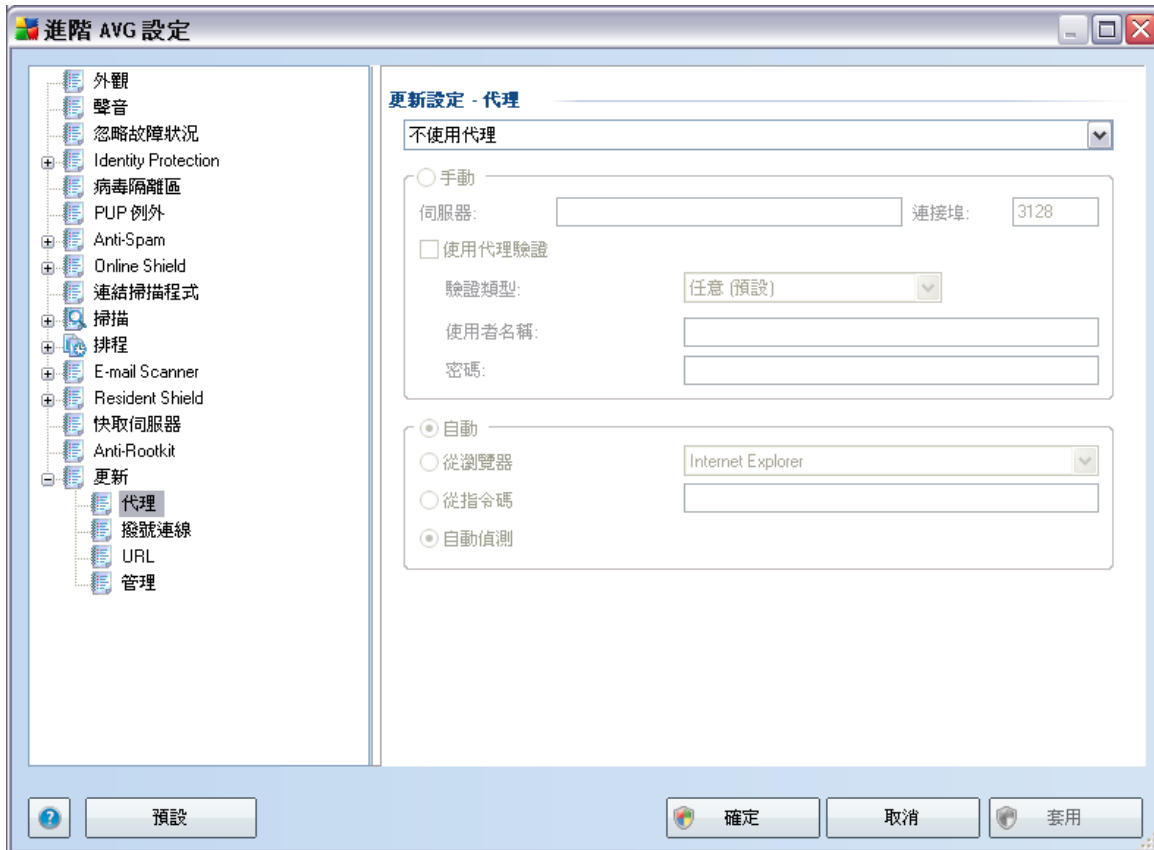 進階 AVG 設定
外觀
聲音
忽略故障狀況
Identity Protection
病毒隔離區
PUP 例外
Anti-Spam
Online Shield
連結掃描程式
掃描
排程
E-mail Scanner
Resident Shield
快取伺服器
Anti-Rootkit
更新
代理
撥號連線
URL
管理
更新設定 - 代理
不使用代理
手動
伺服器: 連接埠: 3128
使用代理驗證
驗證類型: 任意 (預設)
使用者名稱:
密碼:
自動
從瀏覽器 Internet Explorer
從指令碼
自動偵測
預設 確定 取消 套用